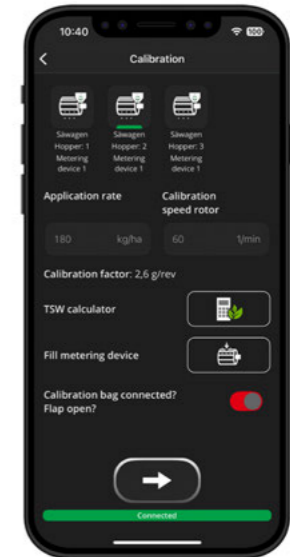 10:40
100
Calibration
Säwagen
Hopper: 1
Metering
device 1
Säwagen
Hopper: 2
Metering
device 1
Säwagen
Hopper: 3
Metering
device 1
Application rate
Calibration
speed rotor
180 kg/ha
60 1/min
Calibration factor: 2,6 g/rev
TSW calculator
Fill metering device
Calibration bag connected?
Flap open?
Connected